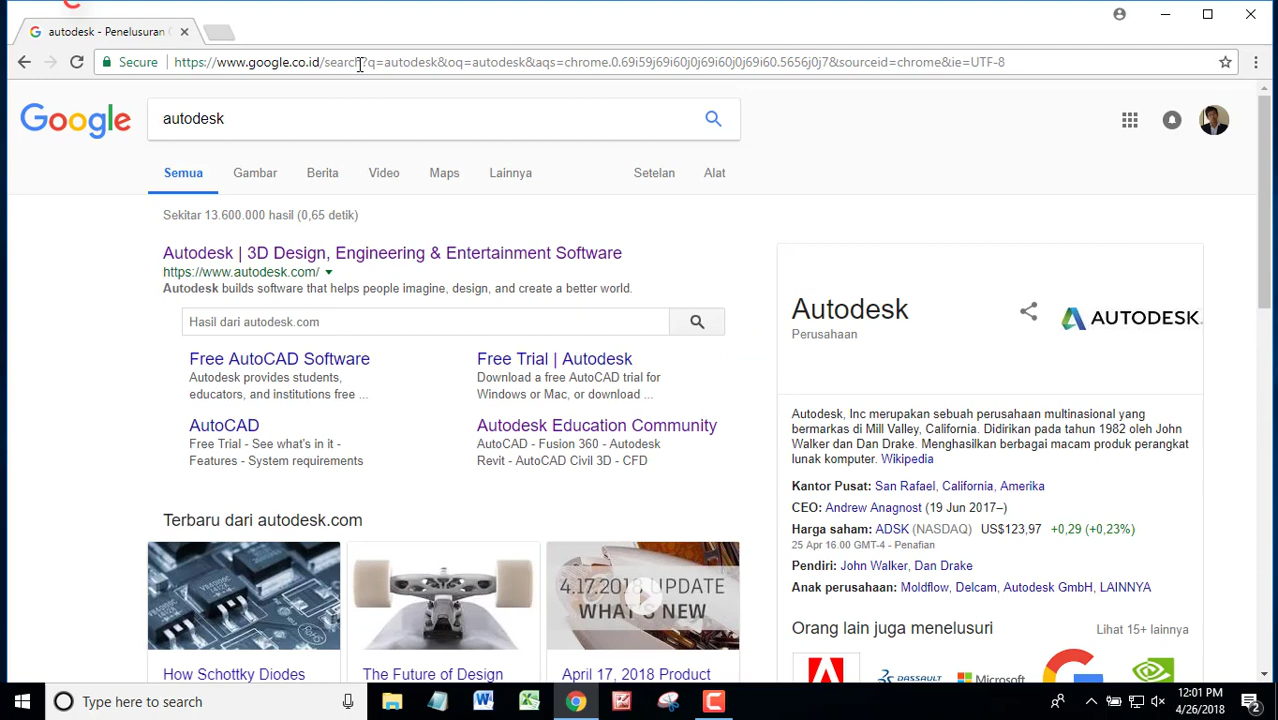 autodesk - Penelusuran
Secure
https://www.google.co.id/search?q=autodesk&oq=autodesk&aqs=chrome.0.69i59j69i60j0j69i60j0j69i60.5656j0j7&sourceid=chrome&ie=UTF-8
Google
autodesk
Semua Gambar Berita Video Maps Lainnya Setelan Alat
Sekitar 13.600.000 hasil (0,65 detik)
Autodesk | 3D Design, Engineering & Entertainment Software
https://www.autodesk.com/
Autodesk builds software that helps people imagine, design, and create a better world.
Hasil dari autodesk.com
Free AutoCAD Software
Autodesk provides students,
educators, and institutions free ...
Free Trial | Autodesk
Download a free AutoCAD trial for
Windows or Mac, or download ...
AutoCAD
Free Trial - See what's in it -
Features - System requirements
Autodesk Education Community
AutoCAD - Fusion 360 - Autodesk
Revit - AutoCAD Civil 3D - CFD
Terbaru dari autodesk.com
4.17.2018 UPDATE
WHAT'S NEW
How Schottky Diodes
The Future of Design
April 17, 2018 Product
Autodesk
Perusahaan
AUTODESK.
Autodesk, Inc merupakan sebuah perusahaan multinasional yang
bermarkas di Mill Valley, California. Didirikan pada tahun 1982 oleh John
Walker dan Dan Drake. Menghasilkan berbagai macam produk perangkat
lunak komputer. Wikipedia
Kantor Pusat: San Rafael, California, Amerika
CEO: Andrew Anagnost (19 Jun 2017–)
Harga saham: ADSK (NASDAQ) US$123,97 +0,29 (+0,23%)
25 Apr 16.00 GMT-4 - Penafian
Pendiri: John Walker, Dan Drake
Anak perusahaan: Moldflow, Delcam, Autodesk GmbH, LAINNYA
Orang lain juga menelusuri
Lihat 15+ lainnya
DASSAULT
Microsoft
Type here to search
12:01 PM
4/26/2018
2